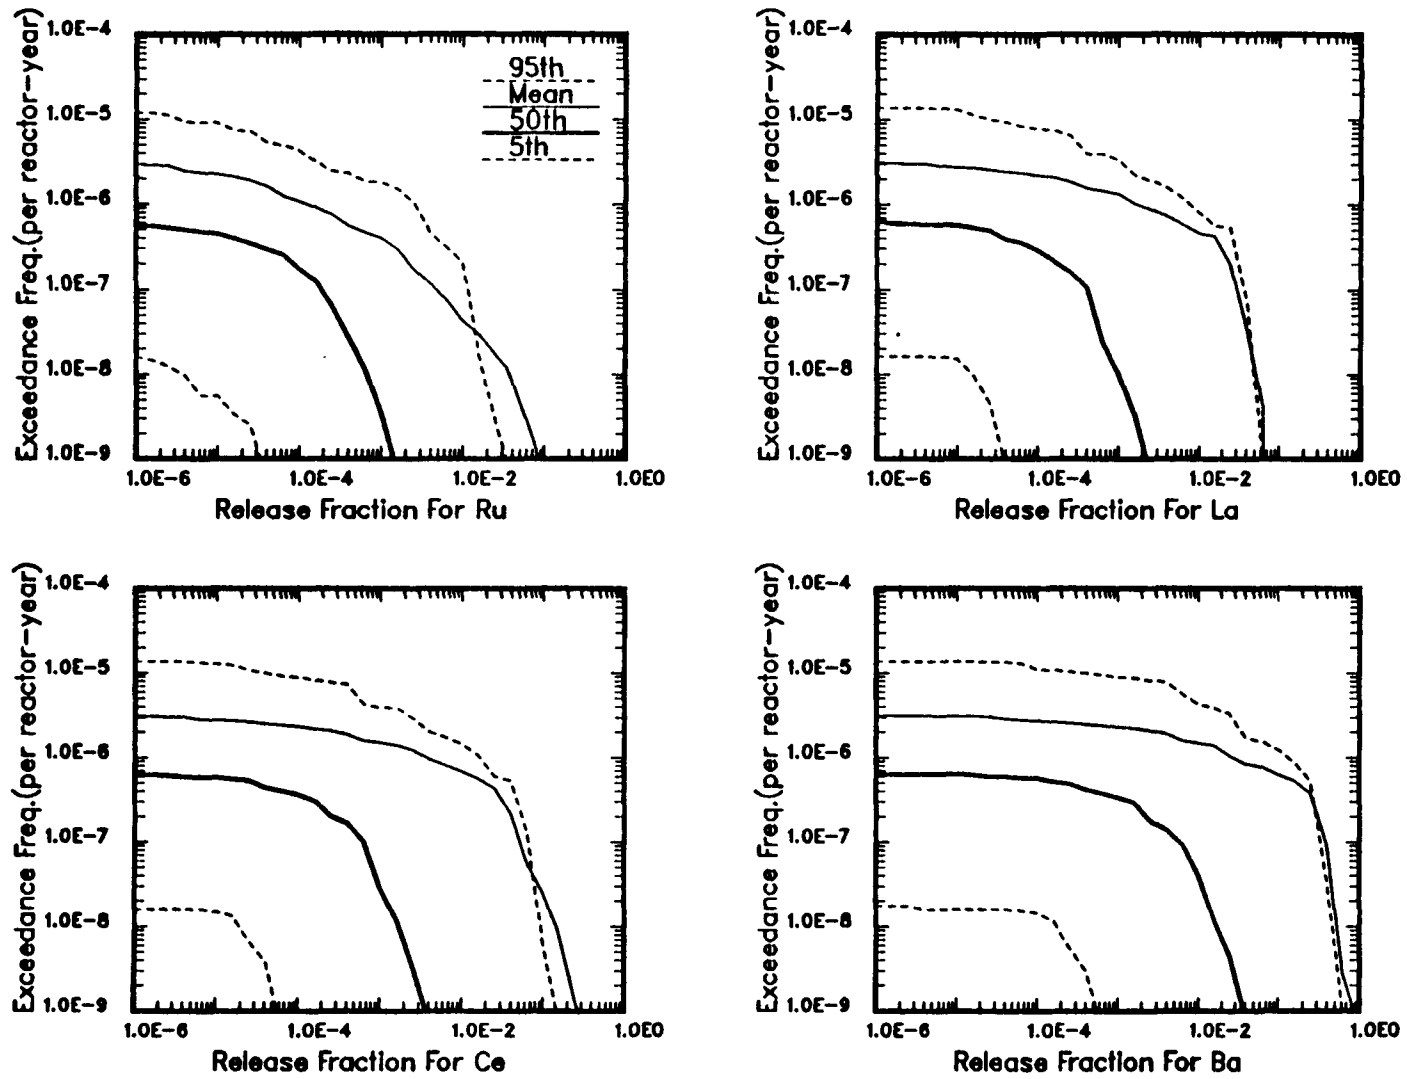 Exceedance Freq.(per reactor-year)
1.0E-4
1.0E-5
1.0E-6
1.0E-7
1.0E-8
1.0E-9
95th
Mean
50th
5th
1.0E-6
1.0E-4
1.0E-2
1.0E0
Release Fraction For Ru
Exceedance Freq.(per reactor-year)
1.0E-4
1.0E-5
1.0E-6
1.0E-7
1.0E-8
1.0E-9
1.0E-6
1.0E-4
1.0E-2
1.0E0
Release Fraction For La
Exceedance Freq.(per reactor-year)
1.0E-4
1.0E-5
1.0E-6
1.0E-7
1.0E-8
1.0E-9
1.0E-6
1.0E-4
1.0E-2
1.0E0
Release Fraction For Ce
Exceedance Freq.(per reactor-year)
1.0E-4
1.0E-5
1.0E-6
1.0E-7
1.0E-8
1.0E-9
1.0E-6
1.0E-4
1.0E-2
1.0E0
Release Fraction For Ba